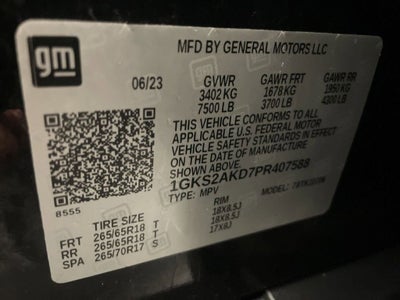 gm
MFD BY GENERAL MOTORS LLC
06/23 GVWR GAWR FRT GAWR RR
3402 KG 1678 KG 1950 KG
7500 LB 3700 LB 4300 LB
THIS VEHICLE CONFORMS TO ALL
APPLICABLE U.S. FEDERAL MOTOR
VEHICLE SAFETY STANDARDS IN
EFFECT ON THE DATE OF
MANUFACTURE SHOWN ABOVE.
1GKS2AKD7PR407588
8555
TYPE: MPV MODEL:
TIRE SIZE RIM
FRT 265/65R18 T 18X8.5J
RR 265/65R18 T 18X8.5J
SPA 265/70R17 S 17X8J